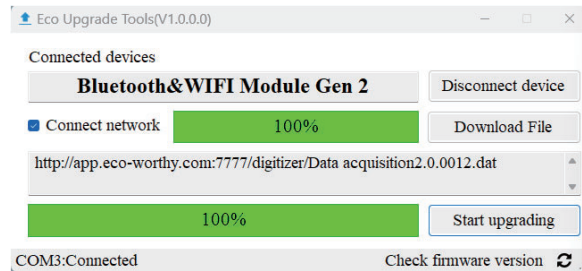 Eco Upgrade Tools(V1.0.0.0)
Connected devices
Bluetooth&WIFI Module Gen 2
Disconnect device
Connect network
100%
Download File
http://app.eco-worthy.com:7777/digitizer/Data acquisition2.0.0012.dat
100%
Start upgrading
COM3:Connected
Check firmware version